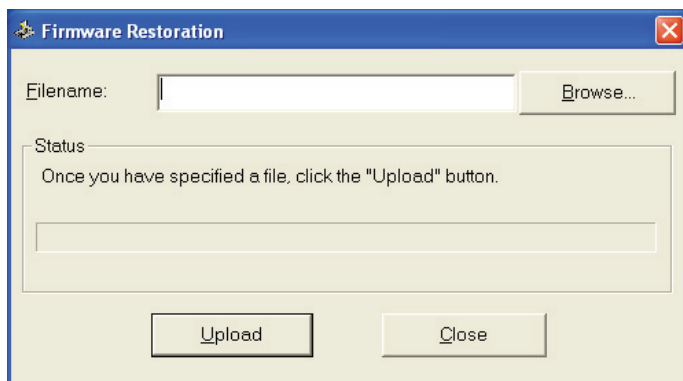 Firmware Restoration
Filename:
Browse...
Status
Once you have specified a file, click the "Upload" button.
Upload
Close